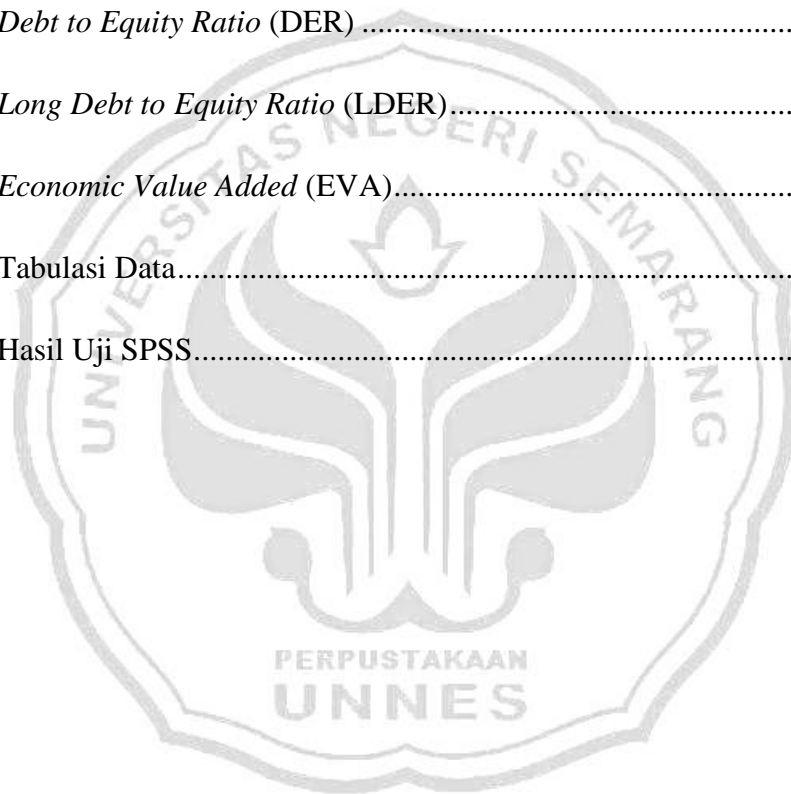 Debt to Equity Ratio (DER) ................................................
Long Debt to Equity Ratio (LDER)......................................
Economic Value Added (EVA)............................................
Tabulasi Data......................................................................
Hasil Uji SPSS....................................................................
UNIVERSITAS NEGERI SEMARANG
PERPUSTAKAAN
UNNES